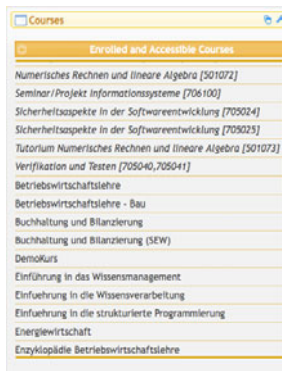 Courses
Enrolled and Accessible Courses
Numerisches Rechnen und lineare Algebra [501072]
Seminar/Projekt Informationssysteme [706100]
Sicherheitsaspekte in der Softwareentwicklung [705024]
Sicherheitsaspekte in der Softwareentwicklung [705025]
Tutorium Numerisches Rechnen und lineare Algebra [501073]
Verifikation und Testen [705040,705041]
Betriebswirtschaftslehre
Betriebswirtschaftslehre - Bau
Buchhaltung und Bilanzierung
Buchhaltung und Bilanzierung (SEW)
DemoKurs
Einführung in das Wissensmanagement
Einfuehrung in die Wissensverarbeitung
Einfuehrung in die strukturierte Programmierung
Energiewirtschaft
Enzyklopädie Betriebswirtschaftslehre